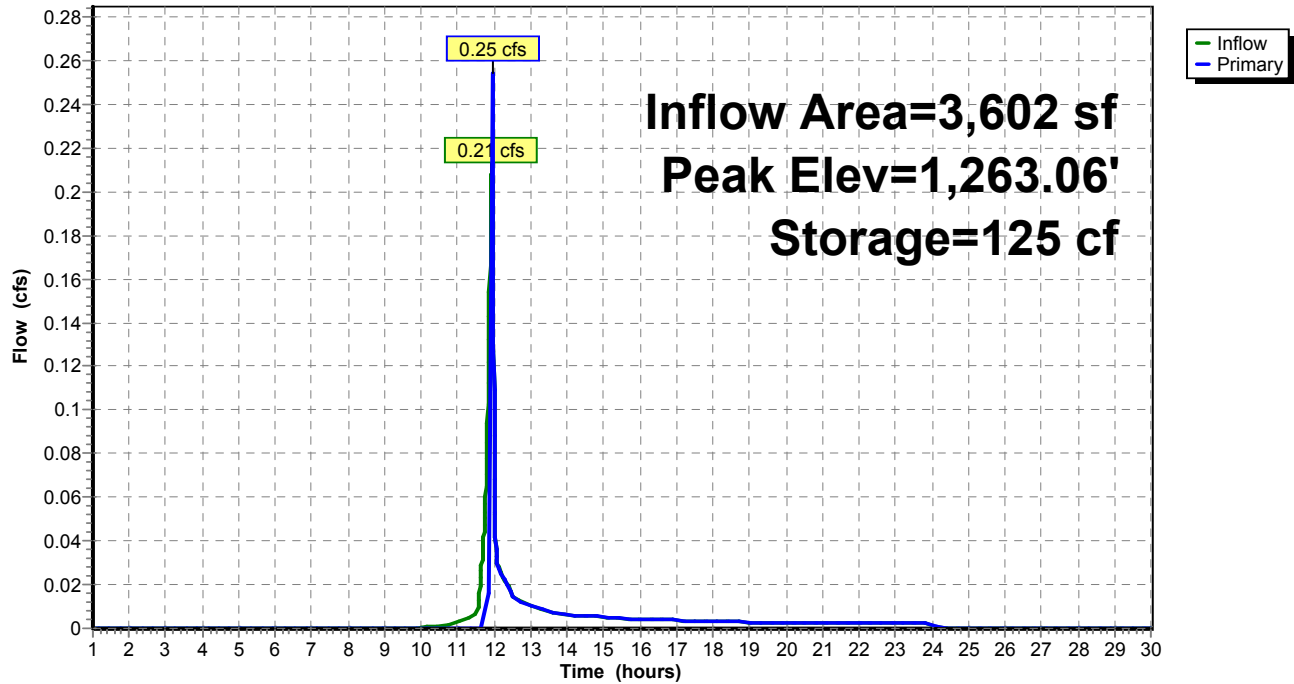 0.28
0.26
0.24
0.22
0.2
0.18
0.16
0.14
0.12
0.1
0.08
0.06
0.04
0.02
0
Flow (cfs)
0.25 cfs
0.21 cfs
Inflow Area=3,602 sf
Peak Elev=1,263.06'
Storage=125 cf
Inflow
Primary
1 2 3 4 5 6 7 8 9 10 11 12 13 14 15 16 17 18 19 20 21 22 23 24 25 26 27 28 29 30
Time (hours)